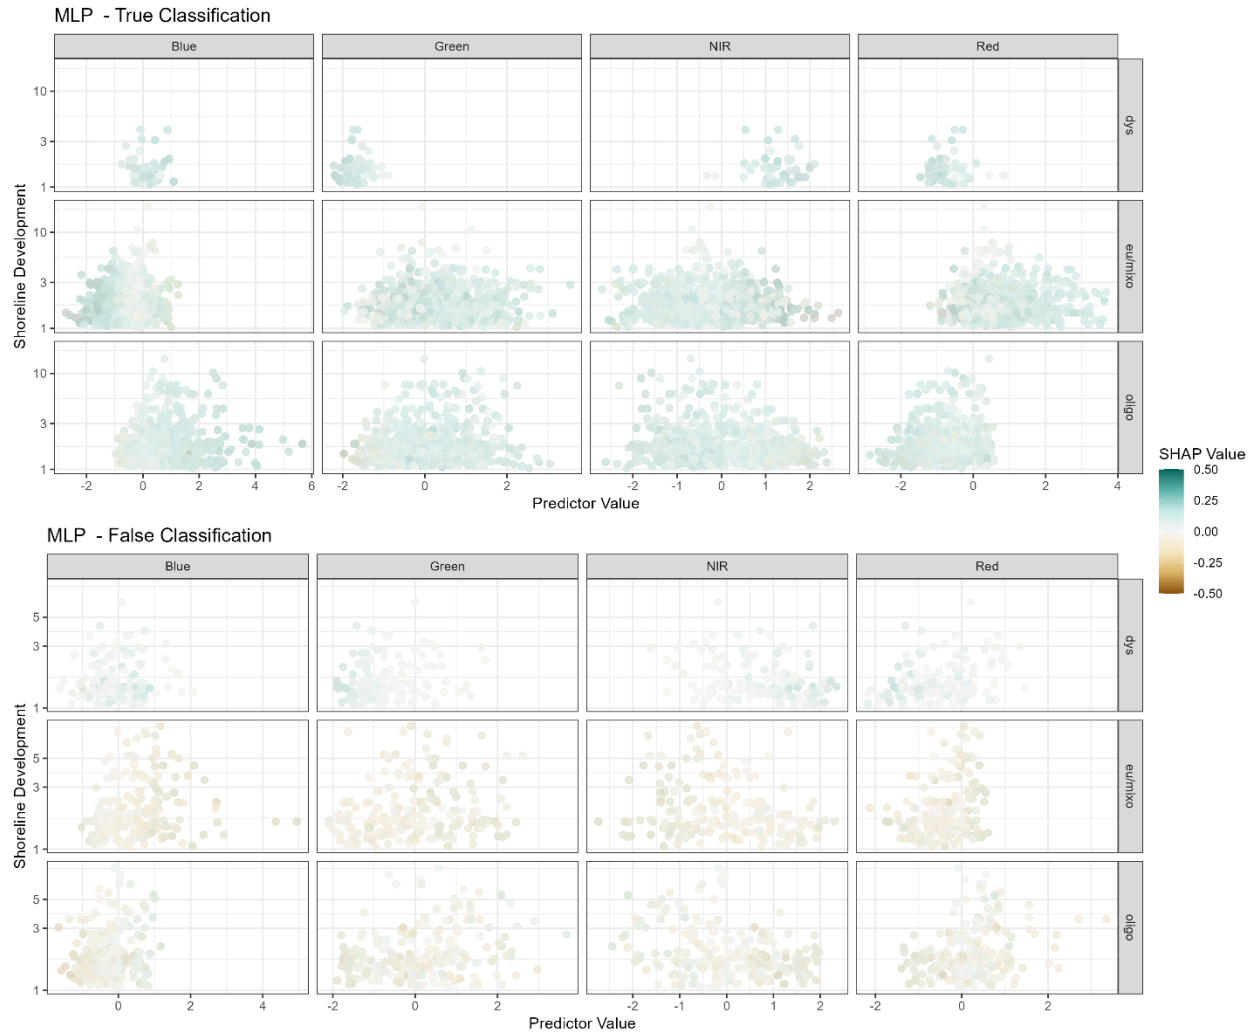 MLP - True Classification
Blue
Green
NIR
Red
10
3
1
dys
10
3
1
eu/mixo
10
3
1
oligo
Shoreline Development
-2
0
2
4
6
-2
0
2
-2
-1
0
1
2
-2
0
2
4
Predictor Value
SHAP Value
0.50
0.25
0.00
-0.25
-0.50
MLP - False Classification
Blue
Green
NIR
Red
5
3
1
dys
5
3
1
eu/mixo
5
3
1
oligo
Shoreline Development
0
2
4
-2
0
2
-2
-1
0
1
2
-2
0
2
Predictor Value